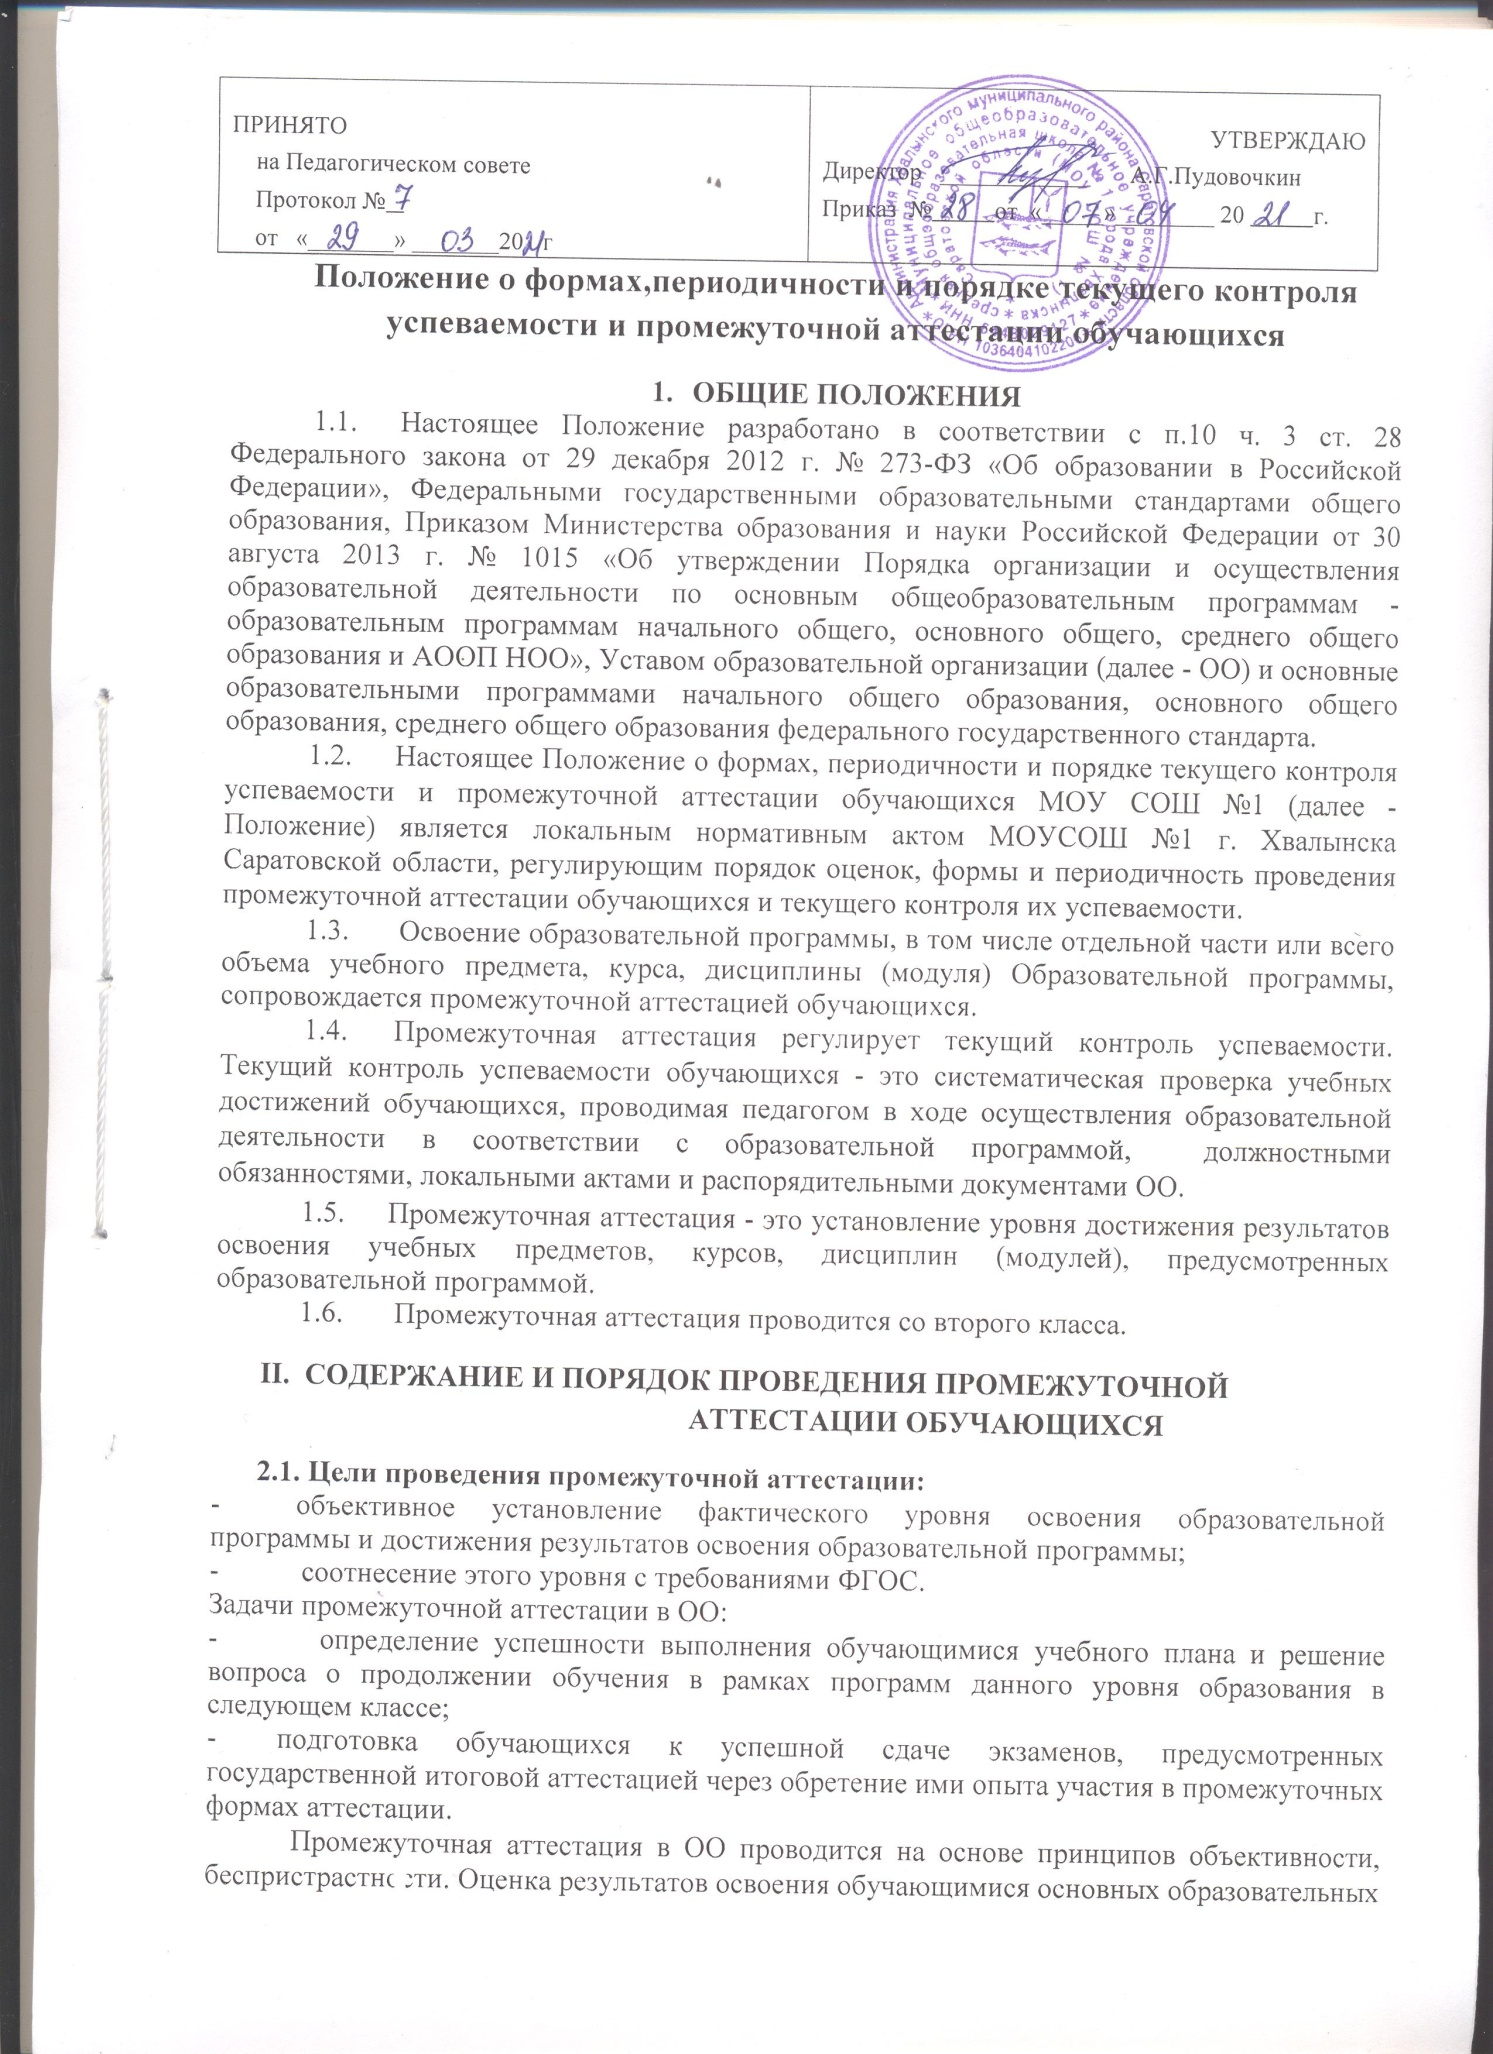 ПРИНЯТО
на Педагогическом совете
Протокол №_7
от «29» 03 2021г
УТВЕРЖДАЮ
Директор А.Г.Пудовочкин
Приказ № 28 от «07» 04 20 21 г.
Положение о формах,периодичности и порядке текущего контроля
успеваемости и промежуточной аттестации обучающихся
1. ОБЩИЕ ПОЛОЖЕНИЯ
1.1. Настоящее Положение разработано в соответствии с п.10 ч. 3 ст. 28
Федерального закона от 29 декабря 2012 г. № 273-ФЗ «Об образовании в Российской
Федерации», Федеральными государственными образовательными стандартами общего
образования, Приказом Министерства образования и науки Российской Федерации от 30
августа 2013 г. № 1015 «Об утверждении Порядка организации и осуществления
образовательной деятельности по основным общеобразовательным программам -
образовательным программам начального общего, основного общего, среднего общего
образования и АООП НОО», Уставом образовательной организации (далее - ОО) и основные
образовательными программами начального общего образования, основного общего
образования, среднего общего образования федерального государственного стандарта.
1.2. Настоящее Положение о формах, периодичности и порядке текущего контроля
успеваемости и промежуточной аттестации обучающихся МОУ СОШ №1 (далее -
Положение) является локальным нормативным актом МОУСОШ №1 г. Хвалынска
Саратовской области, регулирующим порядок оценок, формы и периодичность проведения
промежуточной аттестации обучающихся и текущего контроля их успеваемости.
1.3. Освоение образовательной программы, в том числе отдельной части или всего
объема учебного предмета, курса, дисциплины (модуля) Образовательной программы,
сопровождается промежуточной аттестацией обучающихся.
1.4. Промежуточная аттестация регулирует текущий контроль успеваемости.
Текущий контроль успеваемости обучающихся - это систематическая проверка учебных
достижений обучающихся, проводимая педагогом в ходе осуществления образовательной
деятельности в соответствии с образовательной программой, должностными
обязанностями, локальными актами и распорядительными документами ОО.
1.5. Промежуточная аттестация - это установление уровня достижения результатов
освоения учебных предметов, курсов, дисциплин (модулей), предусмотренных
образовательной программой.
1.6. Промежуточная аттестация проводится со второго класса.
II. СОДЕРЖАНИЕ И ПОРЯДОК ПРОВЕДЕНИЯ ПРОМЕЖУТОЧНОЙ
АТТЕСТАЦИИ ОБУЧАЮЩИХСЯ
2.1. Цели проведения промежуточной аттестации:
- объективное установление фактического уровня освоения образовательной
программы и достижения результатов освоения образовательной программы;
- соотнесение этого уровня с требованиями ФГОС.
Задачи промежуточной аттестации в ОО:
- определение успешности выполнения обучающимися учебного плана и решение
вопроса о продолжении обучения в рамках программ данного уровня образования в
следующем классе;
- подготовка обучающихся к успешной сдаче экзаменов, предусмотренных
государственной итоговой аттестацией через обретение ими опыта участия в промежуточных
формах аттестации.
Промежуточная аттестация в ОО проводится на основе принципов объективности,
беспристрастности. Оценка результатов освоения обучающимися основных образовательных